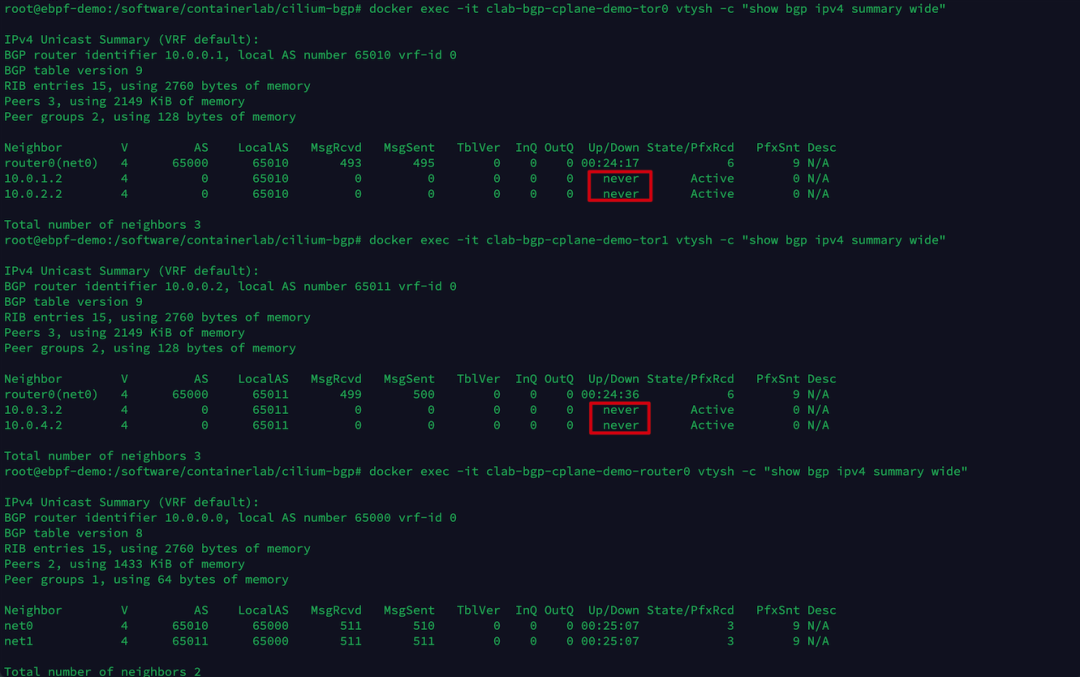 root@ebpf-demo:/software/containerlab/cilium-bgp# docker exec -it clab-bgp-cplane-demo-tor0 vtysh -c "show bgp ipv4 summary wide"
IPv4 Unicast Summary (VRF default):
BGP router identifier 10.0.0.1, local AS number 65010 vrf-id 0
BGP table version 9
RIB entries 15, using 2760 bytes of memory
Peers 3, using 2149 KiB of memory
Peer groups 2, using 128 bytes of memory
Neighbor V AS LocalAS MsgRcvd MsgSent TblVer InQ OutQ Up/Down State/PfxRcd PfxSnt Desc
router0(net0) 4 65000 65010 493 495 0 0 0 00:24:17 6 9 N/A
10.0.1.2 4 0 65010 0 0 0 0 0 never Active 0 N/A
10.0.2.2 4 0 65010 0 0 0 0 0 never Active 0 N/A
Total number of neighbors 3
root@ebpf-demo:/software/containerlab/cilium-bgp# docker exec -it clab-bgp-cplane-demo-tor1 vtysh -c "show bgp ipv4 summary wide"
IPv4 Unicast Summary (VRF default):
BGP router identifier 10.0.0.2, local AS number 65011 vrf-id 0
BGP table version 9
RIB entries 15, using 2760 bytes of memory
Peers 3, using 2149 KiB of memory
Peer groups 2, using 128 bytes of memory
Neighbor V AS LocalAS MsgRcvd MsgSent TblVer InQ OutQ Up/Down State/PfxRcd PfxSnt Desc
router0(net0) 4 65000 65011 499 500 0 0 0 00:24:36 6 9 N/A
10.0.3.2 4 0 65011 0 0 0 0 0 never Active 0 N/A
10.0.4.2 4 0 65011 0 0 0 0 0 never Active 0 N/A
Total number of neighbors 3
root@ebpf-demo:/software/containerlab/cilium-bgp# docker exec -it clab-bgp-cplane-demo-router0 vtysh -c "show bgp ipv4 summary wide"
IPv4 Unicast Summary (VRF default):
BGP router identifier 10.0.0.0, local AS number 65000 vrf-id 0
BGP table version 8
RIB entries 15, using 2760 bytes of memory
Peers 2, using 1433 KiB of memory
Peer groups 1, using 64 bytes of memory
Neighbor V AS LocalAS MsgRcvd MsgSent TblVer InQ OutQ Up/Down State/PfxRcd PfxSnt Desc
net0 4 65010 65000 511 510 0 0 0 00:25:07 3 9 N/A
net1 4 65011 65000 511 511 0 0 0 00:25:07 3 9 N/A
Total number of neighbors 2